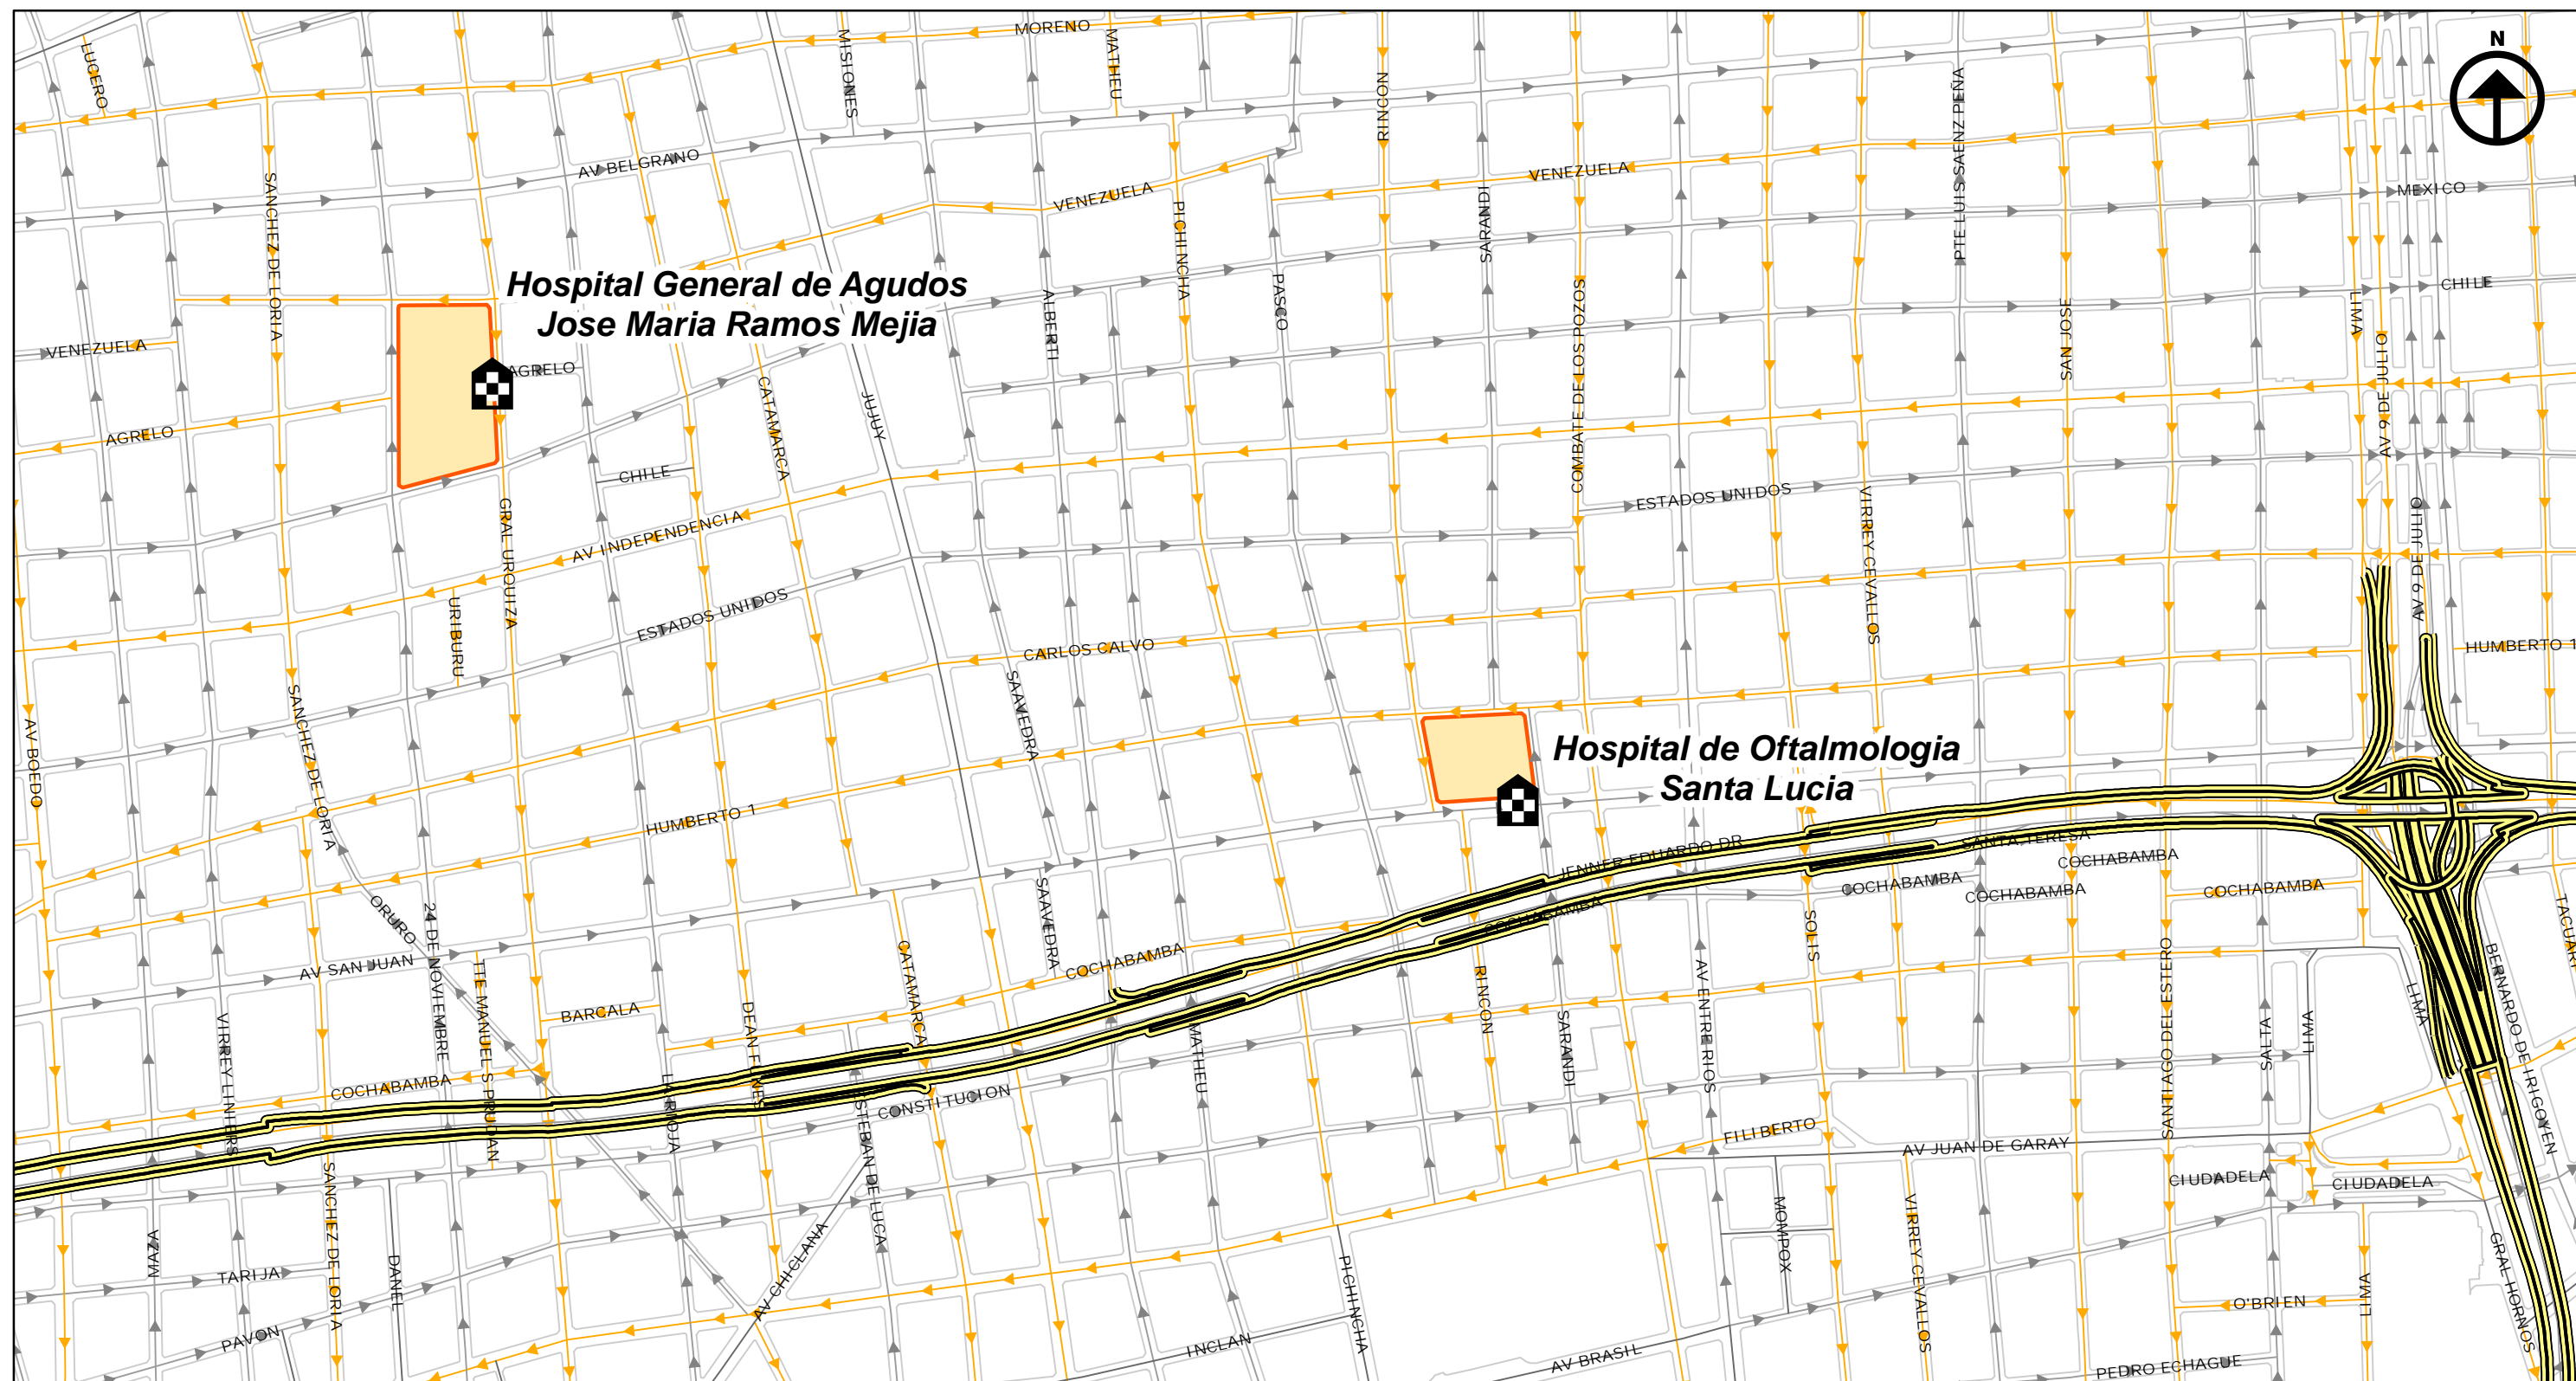 LUCERO
MISIONES
MORENO
MATHEU
RINCON
PTE LUIS SAENZ PEÑA
N
AV BELGRANO
VENEZUELA
VENEZUELA
MEXICO
SANCHEZ DE LORIA
PICHINCHA
SARANDI
PASCO
CHILE
Hospital General de Agudos
Jose Maria Ramos Mejia
ALBERTI
COMBATE DE LOS POZOS
SAN JOSE
LIMA
AV 9 DE JULIO
VENEZUELA
AGRELO
CATAMARCA
JUJUY
AGRELO
CHILE
ESTADOS UNIDOS
VIRREY CEVALLOS
GRAL URQUIZA
AV INDEPENDENCIA
AV 9 DE JULIO
URIBURU
ESTADOS UNIDOS
CARLOS CALVO
HUMBERTO 1
SAAVEDRA
SANCHEZ DE LORIA
AV BOEDO
Hospital de Oftalmologia
Santa Lucia
HUMBERTO 1
JENNER EDUARDO DR
SANTA TERESA
COCHABAMBA
COCHABAMBA
COCHABAMBA
COCHABAMBA
ORURO
24 DE NOVIEMBRE
SAAVEDRA
COCHABAMBA
SOLIS
TACUARI
AV SAN JUAN
TTE MANUEL S PRUDAN
CATAMARCA
COCHABAMBA
RINCON
AV ENTRE RIOS
SANTIAGO DEL ESTERO
LIMA
BERNARDO DE IRIGOYEN
BARCALA
DEAN FUNES
VIRREY LINIERS
MATHEU
SARANDI
SALTA
LIMA
COCHABAMBA
LA RIOJA
ESTEBAN DE LUCA
CONSTITUCION
FILIBERTO
AV JUAN DE GARAY
CIUDADELA
CIUDADELA
MAZA
SANCHEZ DE LORIA
DANEL
TARIJA
AV CHICLANA
MOMPOX
VIRREY CEVALLOS
PICHINCHA
GRAL HORNOS
LIMA
O'BRIEN
PAVON
INCLAN
AV BRASIL
PEDRO ECHAGUE